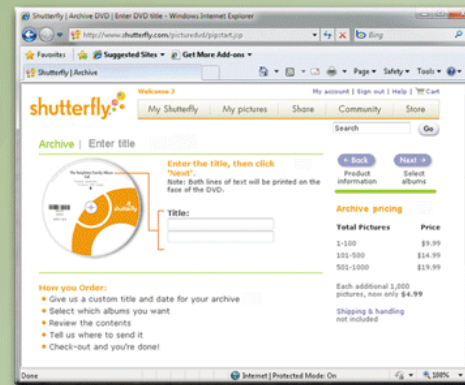 Shutterfly | Archive DVD | Enter DVD title - Windows Internet Explorer
http://www.shutterfly.com/picturedvd/pipstart.jsp
Bing
Favorites Suggested Sites Get More Add-ons
Shutterfly | Archive
Page Safety Tools
Welcome J
My account | Sign out | Help | Cart
shutterfly
My Shutterfly My pictures Share Community Store
Search Go
Archive | Enter title
Enter the title, then click
'Next'.
Note: Both lines of text will be printed on the
face of the DVD.
Title:
shutterfly
Back Next
Product information Select albums
Archive pricing
Total Pictures Price
1-100 $9.99
101-500 $14.99
501-1000 $19.99
Each additional 1,000
pictures, now only $4.99
Shipping & handling
not included
How you Order:
Give us a custom title and date for your archive
Select which albums you want
Review the contents
Tell us where to send it
Check-out and you're done!
Done Internet | Protected Mode: On 100%